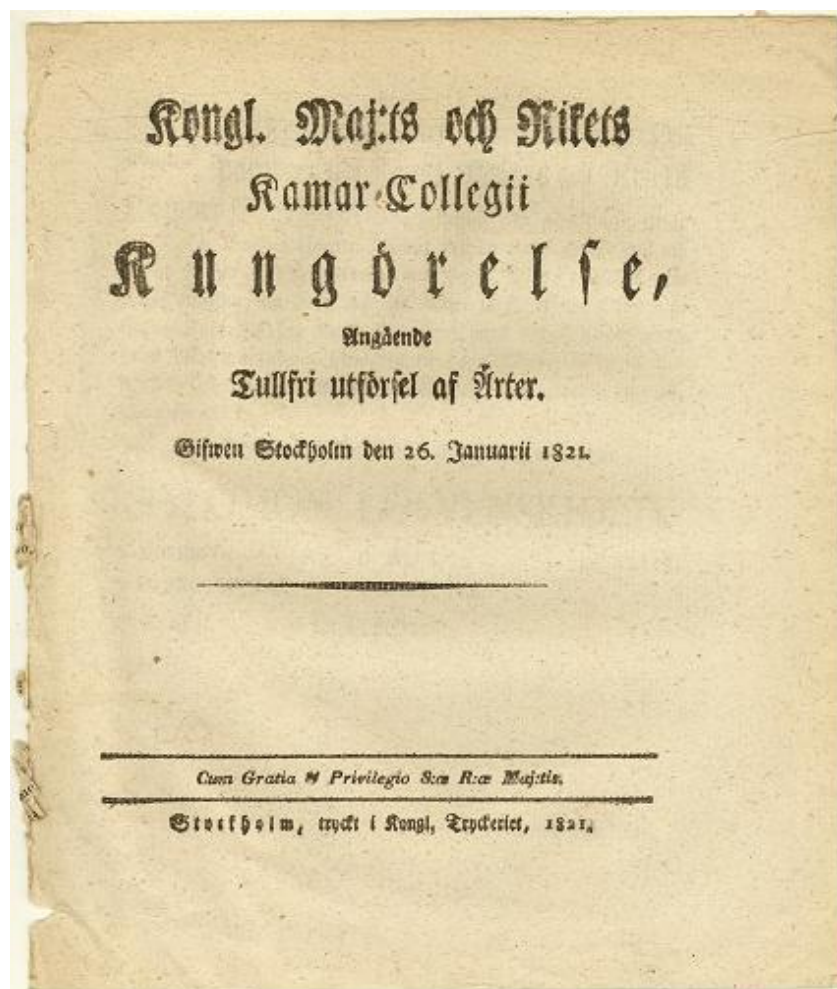 Kongl. Maj:ts och Rikets
Kamar-Collegii
Kungörelse,
Angående
Tullfri utförsel af Ärter.
Gifwen Stockholm den 26. Januarii 1821.
Cum Gratia & Privilegio S:æ R:æ Maj:tis.
Stockholm, tryckt i Kongl. Tryckeriet, 1821.